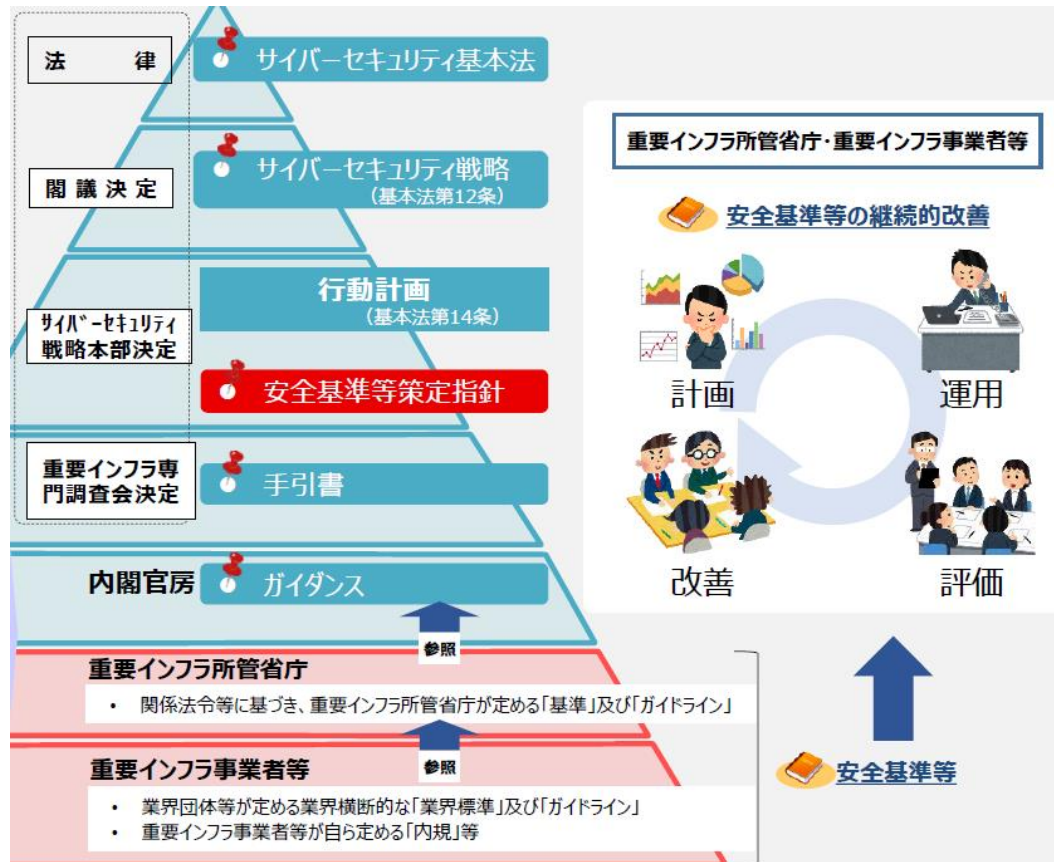 法　律
サイバーセキュリティ基本法
閣議決定
サイバーセキュリティ戦略
(基本法第12条)
サイバーセキュリティ
戦略本部決定
行動計画
(基本法第14条)
安全基準等策定指針
重要インフラ専
門調査会決定
手引書
内閣官房
ガイダンス
参照
重要インフラ所管省庁
・ 関係法令等に基づき、重要インフラ所管省庁が定める「基準」及び「ガイドライン」
参照
重要インフラ事業者等
・ 業界団体等が定める業界横断的な「業界標準」及び「ガイドライン」
・ 重要インフラ事業者等が自ら定める「内規」等
重要インフラ所管省庁・重要インフラ事業者等
安全基準等の継続的改善
計画
運用
改善
評価
安全基準等